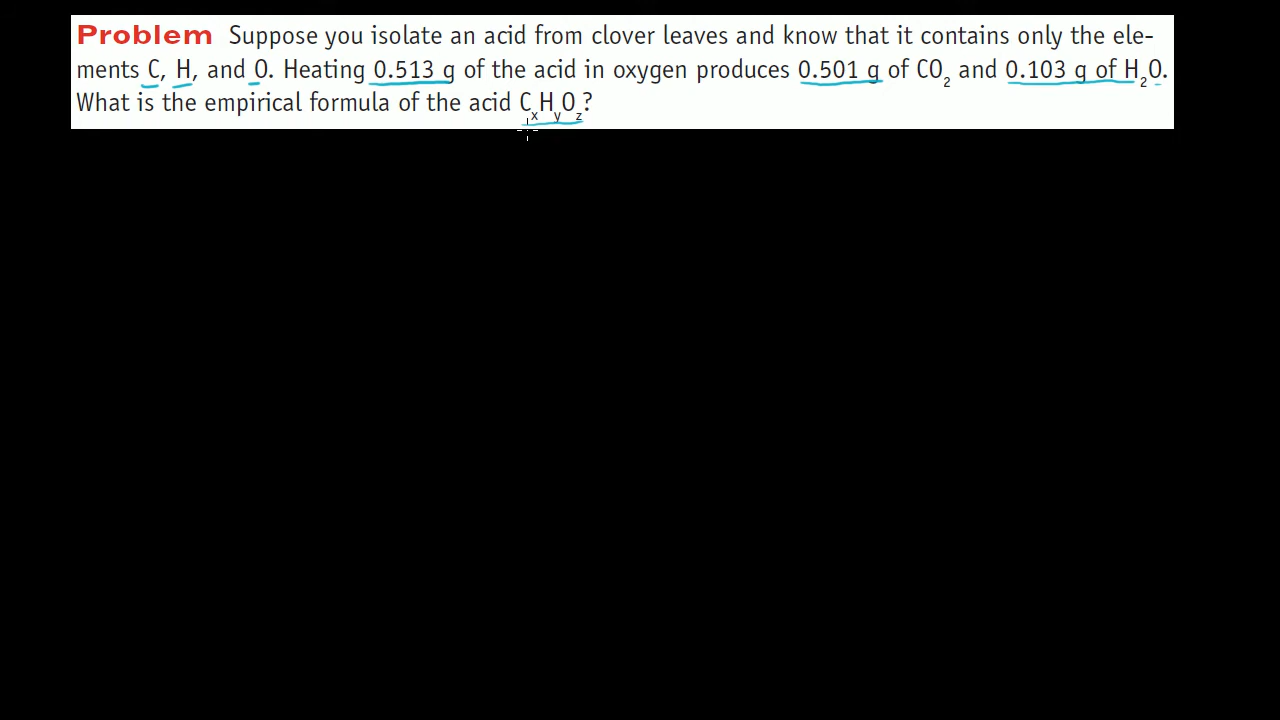 Problem Suppose you isolate an acid from clover leaves and know that it contains only the ele-
ments C, H, and O. Heating 0.513 g of the acid in oxygen produces 0.501 g of CO₂ and 0.103 g of H₂O.
What is the empirical formula of the acid CₓHᵧO_z?